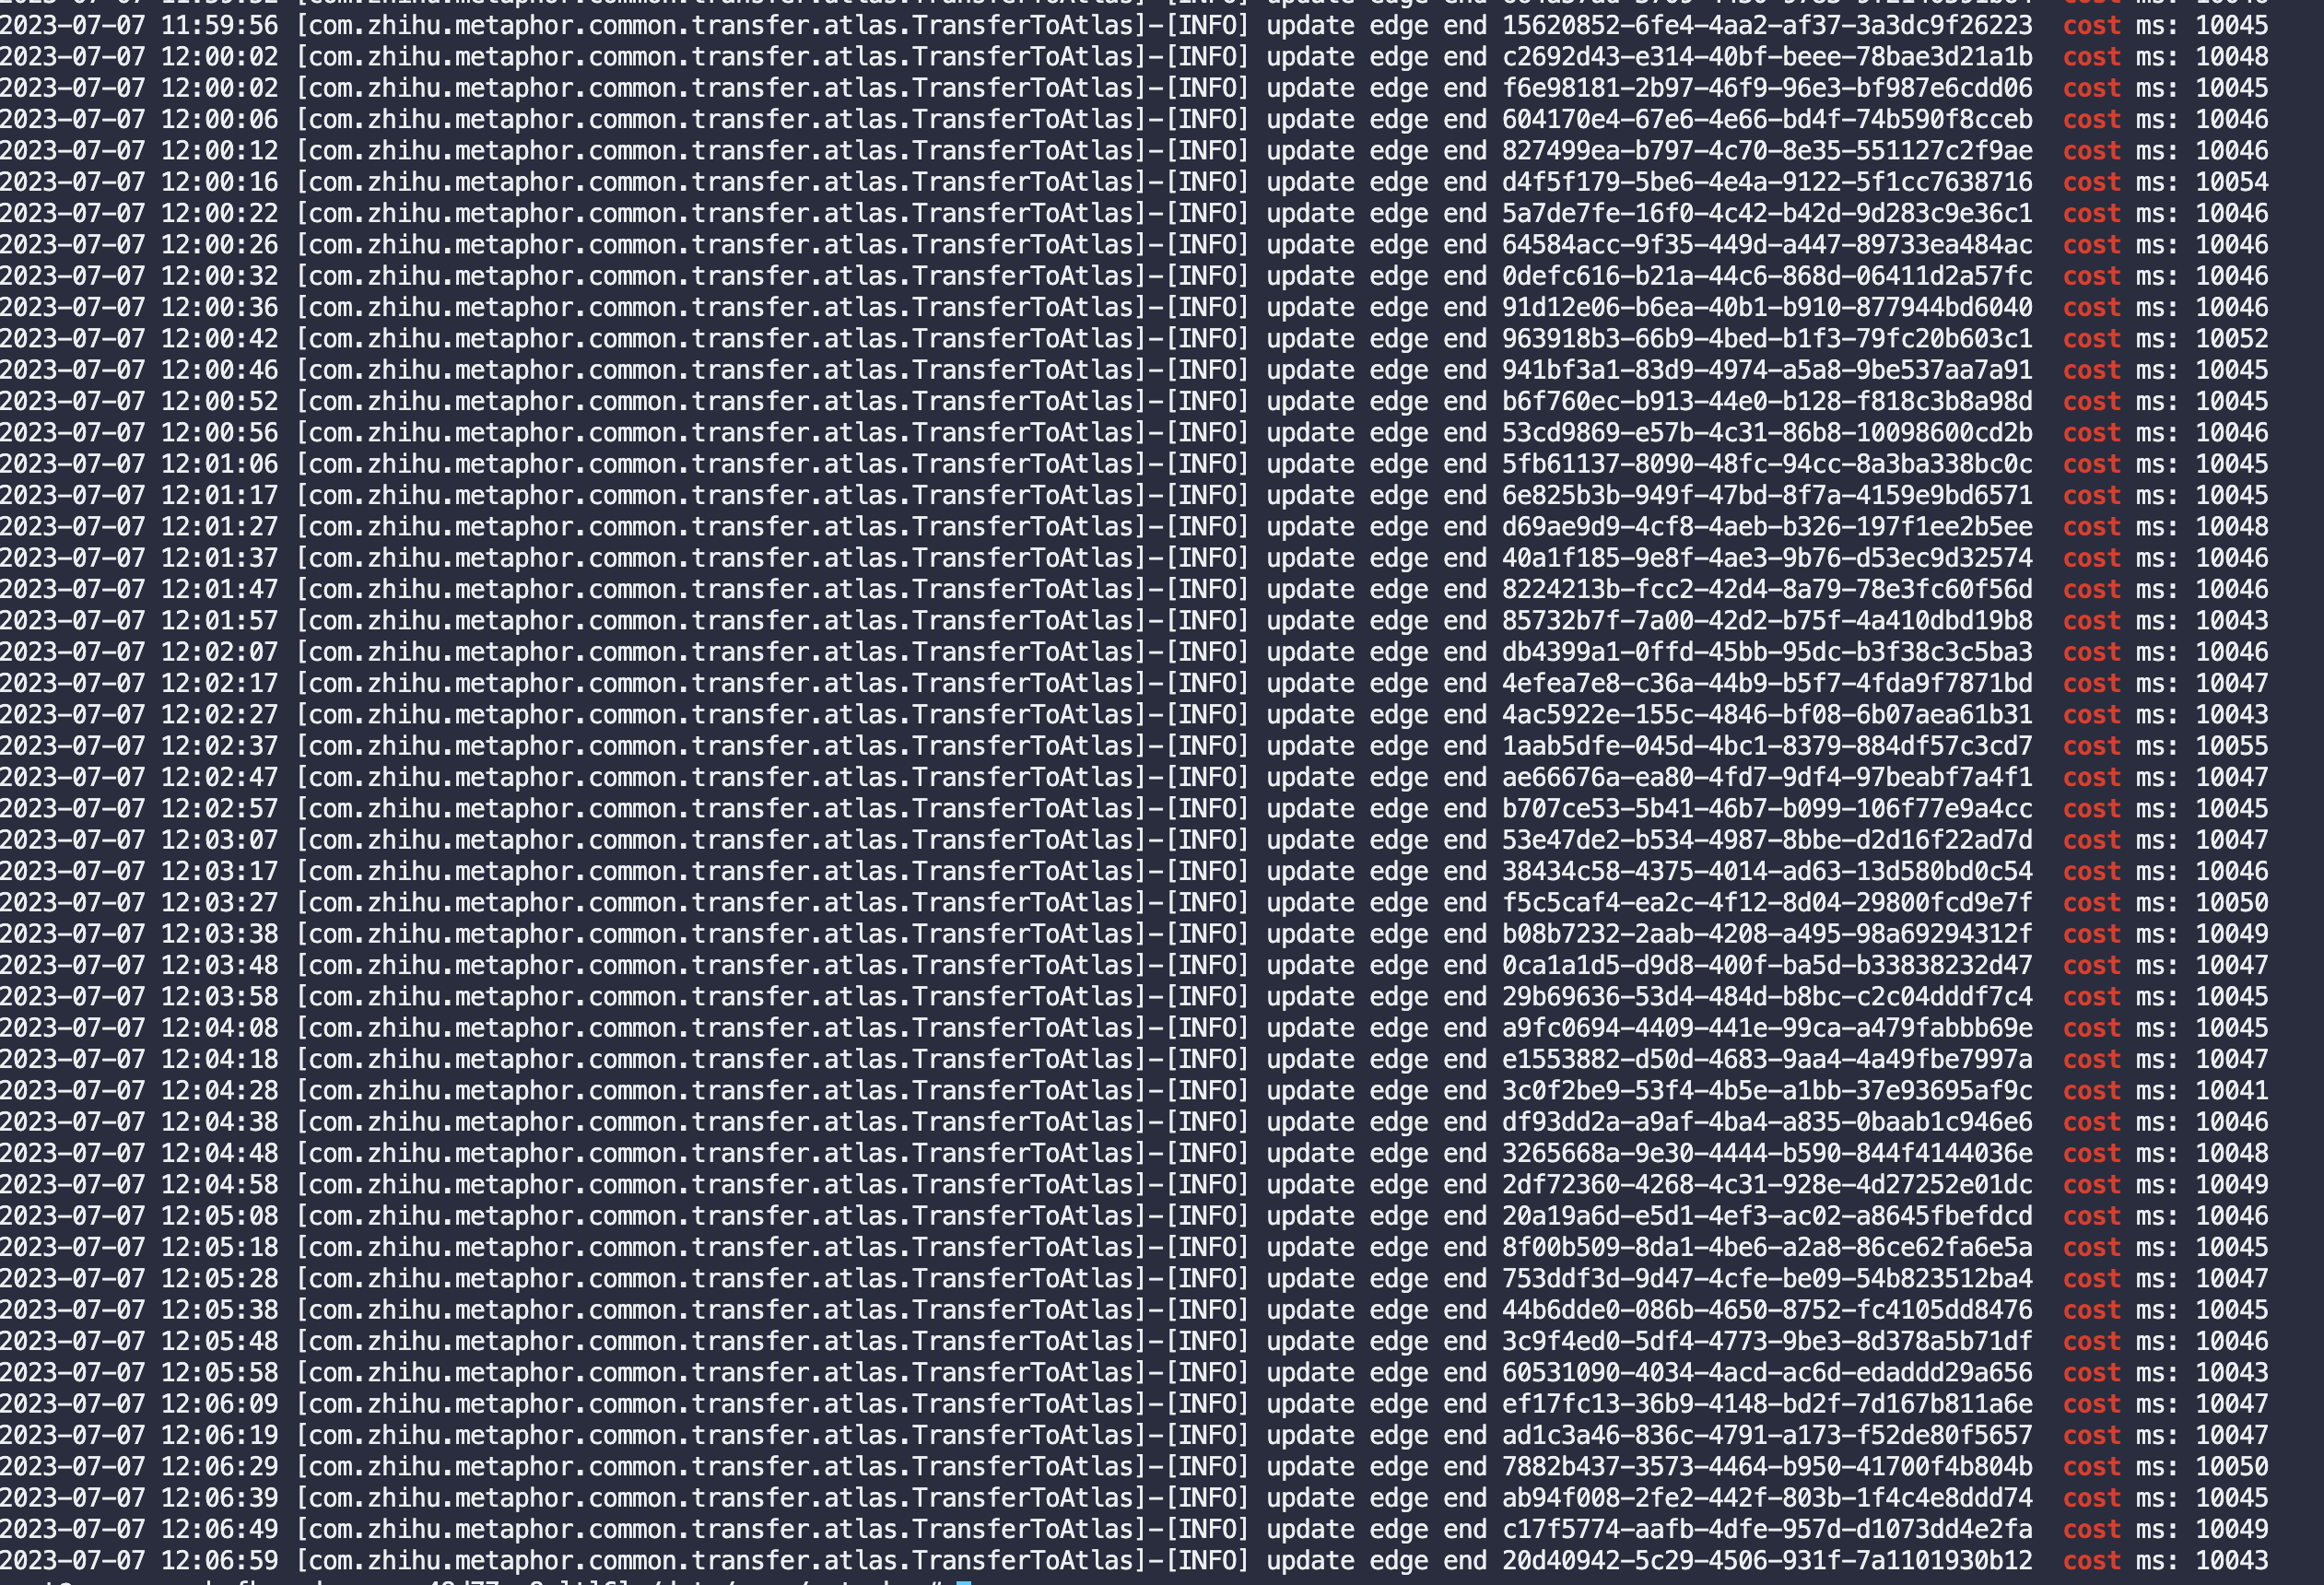 2023-07-07 11:59:56 [com.zhihu.metaphor.common.transfer.atlas.TransferToAtlas]-[INFO] update edge end 15620852-6fe4-4aa2-af37-3a3dc9f26223 cost ms: 10045
2023-07-07 12:00:02 [com.zhihu.metaphor.common.transfer.atlas.TransferToAtlas]-[INFO] update edge end c2692d43-e314-40bf-beee-78bae3d21a1b cost ms: 10048
2023-07-07 12:00:02 [com.zhihu.metaphor.common.transfer.atlas.TransferToAtlas]-[INFO] update edge end f6e98181-2b97-46f9-96e3-bf987e6cdd06 cost ms: 10045
2023-07-07 12:00:06 [com.zhihu.metaphor.common.transfer.atlas.TransferToAtlas]-[INFO] update edge end 604170e4-67e6-4e66-bd4f-74b590f8cceb cost ms: 10046
2023-07-07 12:00:12 [com.zhihu.metaphor.common.transfer.atlas.TransferToAtlas]-[INFO] update edge end 827499ea-b797-4c70-8e35-551127c2f9ae cost ms: 10046
2023-07-07 12:00:16 [com.zhihu.metaphor.common.transfer.atlas.TransferToAtlas]-[INFO] update edge end d4f5f179-5be6-4e4a-9122-5f1cc7638716 cost ms: 10054
2023-07-07 12:00:22 [com.zhihu.metaphor.common.transfer.atlas.TransferToAtlas]-[INFO] update edge end 5a7de7fe-16f0-4c42-b42d-9d283c9e36c1 cost ms: 10046
2023-07-07 12:00:26 [com.zhihu.metaphor.common.transfer.atlas.TransferToAtlas]-[INFO] update edge end 64584acc-9f35-449d-a447-89733ea484ac cost ms: 10046
2023-07-07 12:00:32 [com.zhihu.metaphor.common.transfer.atlas.TransferToAtlas]-[INFO] update edge end 0defc616-b21a-44c6-868d-06411d2a57fc cost ms: 10046
2023-07-07 12:00:36 [com.zhihu.metaphor.common.transfer.atlas.TransferToAtlas]-[INFO] update edge end 91d12e06-b6ea-40b1-b910-877944bd6040 cost ms: 10046
2023-07-07 12:00:42 [com.zhihu.metaphor.common.transfer.atlas.TransferToAtlas]-[INFO] update edge end 963918b3-66b9-4bed-b1f3-79fc20b603c1 cost ms: 10052
2023-07-07 12:00:46 [com.zhihu.metaphor.common.transfer.atlas.TransferToAtlas]-[INFO] update edge end 941bf3a1-83d9-4974-a5a8-9be537aa7a91 cost ms: 10045
2023-07-07 12:00:52 [com.zhihu.metaphor.common.transfer.atlas.TransferToAtlas]-[INFO] update edge end b6f760ec-b913-44e0-b128-f818c3b8a98d cost ms: 10045
2023-07-07 12:00:56 [com.zhihu.metaphor.common.transfer.atlas.TransferToAtlas]-[INFO] update edge end 53cd9869-e57b-4c31-86b8-10098600cd2b cost ms: 10046
2023-07-07 12:01:06 [com.zhihu.metaphor.common.transfer.atlas.TransferToAtlas]-[INFO] update edge end 5fb61137-8090-48fc-94cc-8a3ba338bc0c cost ms: 10045
2023-07-07 12:01:17 [com.zhihu.metaphor.common.transfer.atlas.TransferToAtlas]-[INFO] update edge end 6e825b3b-949f-47bd-8f7a-4159e9bd6571 cost ms: 10045
2023-07-07 12:01:27 [com.zhihu.metaphor.common.transfer.atlas.TransferToAtlas]-[INFO] update edge end d69ae9d9-4cf8-4aeb-b326-197f1ee2b5ee cost ms: 10048
2023-07-07 12:01:37 [com.zhihu.metaphor.common.transfer.atlas.TransferToAtlas]-[INFO] update edge end 40a1f185-9e8f-4ae3-9b76-d53ec9d32574 cost ms: 10046
2023-07-07 12:01:47 [com.zhihu.metaphor.common.transfer.atlas.TransferToAtlas]-[INFO] update edge end 8224213b-fcc2-42d4-8a79-78e3fc60f56d cost ms: 10046
2023-07-07 12:01:57 [com.zhihu.metaphor.common.transfer.atlas.TransferToAtlas]-[INFO] update edge end 85732b7f-7a00-42d2-b75f-4a410dbd19b8 cost ms: 10043
2023-07-07 12:02:07 [com.zhihu.metaphor.common.transfer.atlas.TransferToAtlas]-[INFO] update edge end db4399a1-0ffd-45bb-95dc-b3f38c3c5ba3 cost ms: 10046
2023-07-07 12:02:17 [com.zhihu.metaphor.common.transfer.atlas.TransferToAtlas]-[INFO] update edge end 4efea7e8-c36a-44b9-b5f7-4fda9f7871bd cost ms: 10047
2023-07-07 12:02:27 [com.zhihu.metaphor.common.transfer.atlas.TransferToAtlas]-[INFO] update edge end 4ac5922e-155c-4846-bf08-6b07aea61b31 cost ms: 10043
2023-07-07 12:02:37 [com.zhihu.metaphor.common.transfer.atlas.TransferToAtlas]-[INFO] update edge end 1aab5dfe-045d-4bc1-8379-884df57c3cd7 cost ms: 10055
2023-07-07 12:02:47 [com.zhihu.metaphor.common.transfer.atlas.TransferToAtlas]-[INFO] update edge end ae66676a-ea80-4fd7-9df4-97beabf7a4f1 cost ms: 10047
2023-07-07 12:02:57 [com.zhihu.metaphor.common.transfer.atlas.TransferToAtlas]-[INFO] update edge end b707ce53-5b41-46b7-b099-106f77e9a4cc cost ms: 10045
2023-07-07 12:03:07 [com.zhihu.metaphor.common.transfer.atlas.TransferToAtlas]-[INFO] update edge end 53e47de2-b534-4987-8bbe-d2d16f22ad7d cost ms: 10047
2023-07-07 12:03:17 [com.zhihu.metaphor.common.transfer.atlas.TransferToAtlas]-[INFO] update edge end 38434c58-4375-4014-ad63-13d580bd0c54 cost ms: 10046
2023-07-07 12:03:27 [com.zhihu.metaphor.common.transfer.atlas.TransferToAtlas]-[INFO] update edge end f5c5caf4-ea2c-4f12-8d04-29800fcd9e7f cost ms: 10050
2023-07-07 12:03:38 [com.zhihu.metaphor.common.transfer.atlas.TransferToAtlas]-[INFO] update edge end b08b7232-2aab-4208-a495-98a69294312f cost ms: 10049
2023-07-07 12:03:48 [com.zhihu.metaphor.common.transfer.atlas.TransferToAtlas]-[INFO] update edge end 0ca1a1d5-d9d8-400f-ba5d-b33838232d47 cost ms: 10047
2023-07-07 12:03:58 [com.zhihu.metaphor.common.transfer.atlas.TransferToAtlas]-[INFO] update edge end 29b69636-53d4-484d-b8bc-c2c04dddf7c4 cost ms: 10045
2023-07-07 12:04:08 [com.zhihu.metaphor.common.transfer.atlas.TransferToAtlas]-[INFO] update edge end a9fc0694-4409-441e-99ca-a479fabbb69e cost ms: 10045
2023-07-07 12:04:18 [com.zhihu.metaphor.common.transfer.atlas.TransferToAtlas]-[INFO] update edge end e1553882-d50d-4683-9aa4-4a49fbe7997a cost ms: 10047
2023-07-07 12:04:28 [com.zhihu.metaphor.common.transfer.atlas.TransferToAtlas]-[INFO] update edge end 3c0f2be9-53f4-4b5e-a1bb-37e93695af9c cost ms: 10041
2023-07-07 12:04:38 [com.zhihu.metaphor.common.transfer.atlas.TransferToAtlas]-[INFO] update edge end df93dd2a-a9af-4ba4-a835-0baab1c946e6 cost ms: 10046
2023-07-07 12:04:48 [com.zhihu.metaphor.common.transfer.atlas.TransferToAtlas]-[INFO] update edge end 3265668a-9e30-4444-b590-844f4144036e cost ms: 10048
2023-07-07 12:04:58 [com.zhihu.metaphor.common.transfer.atlas.TransferToAtlas]-[INFO] update edge end 2df72360-4268-4c31-928e-4d27252e01dc cost ms: 10049
2023-07-07 12:05:08 [com.zhihu.metaphor.common.transfer.atlas.TransferToAtlas]-[INFO] update edge end 20a19a6d-e5d1-4ef3-ac02-a8645fbefdcd cost ms: 10046
2023-07-07 12:05:18 [com.zhihu.metaphor.common.transfer.atlas.TransferToAtlas]-[INFO] update edge end 8f00b509-8da1-4be6-a2a8-86ce62fa6e5a cost ms: 10045
2023-07-07 12:05:28 [com.zhihu.metaphor.common.transfer.atlas.TransferToAtlas]-[INFO] update edge end 753ddf3d-9d47-4cfe-be09-54b823512ba4 cost ms: 10047
2023-07-07 12:05:38 [com.zhihu.metaphor.common.transfer.atlas.TransferToAtlas]-[INFO] update edge end 44b6dde0-086b-4650-8752-fc4105dd8476 cost ms: 10045
2023-07-07 12:05:48 [com.zhihu.metaphor.common.transfer.atlas.TransferToAtlas]-[INFO] update edge end 3c9f4ed0-5df4-4773-9be3-8d378a5b71df cost ms: 10046
2023-07-07 12:05:58 [com.zhihu.metaphor.common.transfer.atlas.TransferToAtlas]-[INFO] update edge end 60531090-4034-4acd-ac6d-edaddd29a656 cost ms: 10043
2023-07-07 12:06:09 [com.zhihu.metaphor.common.transfer.atlas.TransferToAtlas]-[INFO] update edge end ef17fc13-36b9-4148-bd2f-7d167b811a6e cost ms: 10047
2023-07-07 12:06:19 [com.zhihu.metaphor.common.transfer.atlas.TransferToAtlas]-[INFO] update edge end ad1c3a46-836c-4791-a173-f52de80f5657 cost ms: 10047
2023-07-07 12:06:29 [com.zhihu.metaphor.common.transfer.atlas.TransferToAtlas]-[INFO] update edge end 7882b437-3573-4464-b950-41700f4b804b cost ms: 10050
2023-07-07 12:06:39 [com.zhihu.metaphor.common.transfer.atlas.TransferToAtlas]-[INFO] update edge end ab94f008-2fe2-442f-803b-1f4c4e8ddd74 cost ms: 10045
2023-07-07 12:06:49 [com.zhihu.metaphor.common.transfer.atlas.TransferToAtlas]-[INFO] update edge end c17f5774-aafb-4dfe-957d-d1073dd4e2fa cost ms: 10049
2023-07-07 12:06:59 [com.zhihu.metaphor.common.transfer.atlas.TransferToAtlas]-[INFO] update edge end 20d40942-5c29-4506-931f-7a1101930b12 cost ms: 10043